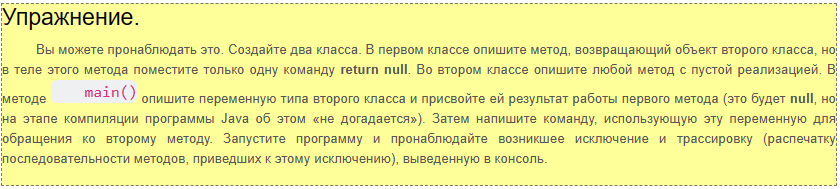 Упражнение.
Вы можете пронаблюдать это. Создайте два класса. В первом классе опишите метод, возвращающий объект второго класса, но
в теле этого метода поместите только одну команду return null. Во втором классе опишите любой метод с пустой реализацией. В
методе main() опишите переменную типа второго класса и присвойте ей результат работы первого метода (это будет null, но
на этапе компиляции программы Java об этом «не догадается»). Затем напишите команду, использующую эту переменную для
обращения ко второму методу. Запустите программу и пронаблюдайте возникшее исключение и трассировку (распечатку
последовательности методов, приведших к этому исключению), выведенную в консоль.